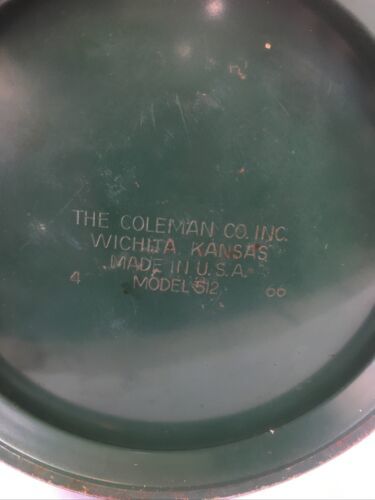 THE COLEMAN CO. INC.
WICHITA, KANSAS
MADE IN U.S.A.
4 MODEL 512 66